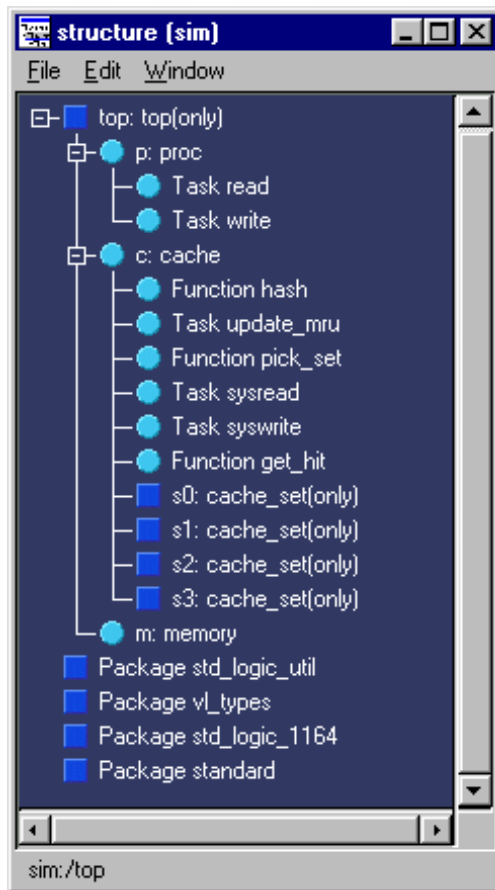 structure (sim)
File Edit Window
top: top(only)
p: proc
Task read
Task write
c: cache
Function hash
Task update_mru
Function pick_set
Task sysread
Task syswrite
Function get_hit
s0: cache_set(only)
s1: cache_set(only)
s2: cache_set(only)
s3: cache_set(only)
m: memory
Package std_logic_util
Package vl_types
Package std_logic_1164
Package standard
sim:/top